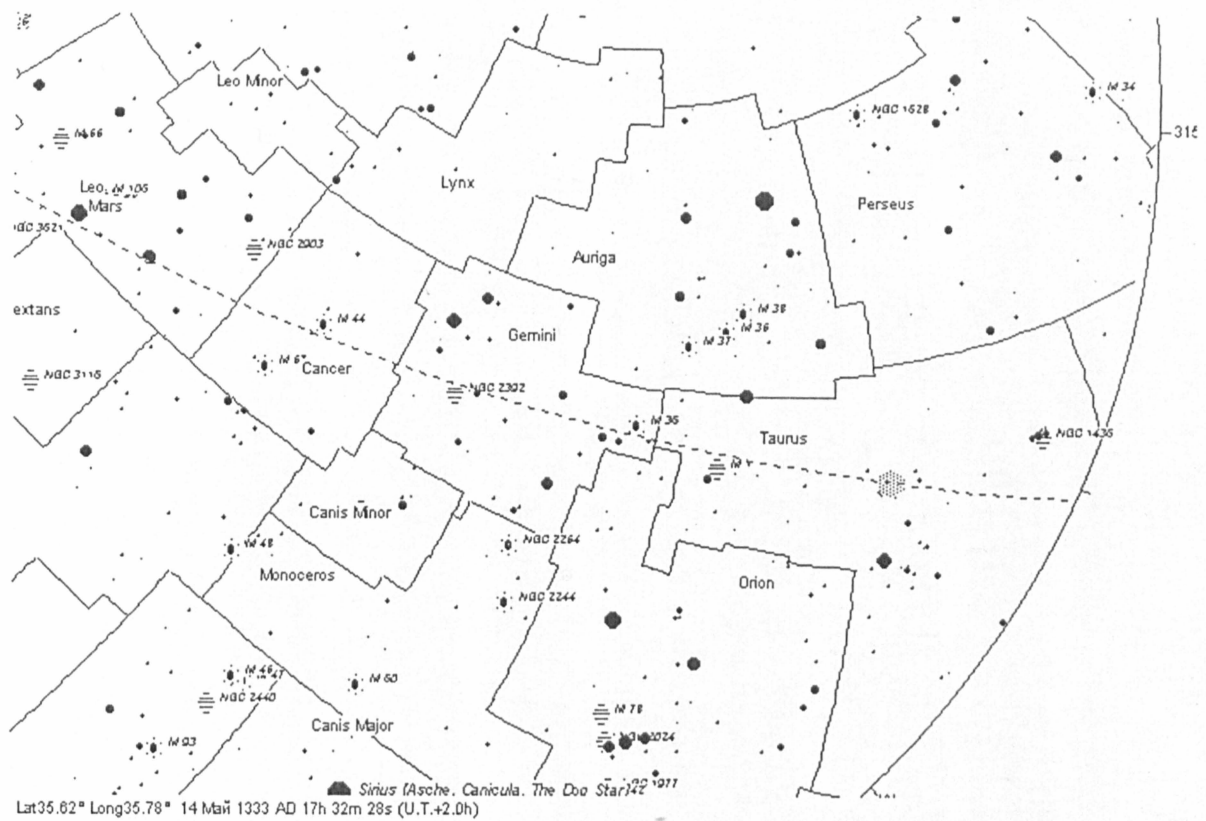 Leo Minor
M 34
NGC 1528
315
M 66
Lynx
Leo
Mars
Perseus
NGC 2903
Auriga
extans
M 44
M 38
M 36
M 37
Gemini
Cancer
NGC 3115
NGC 2392
M 35
Taurus
NGC 1435
Canis Minor
M 48
NGC 2264
Monoceros
Orion
NGC 2244
M 46
NGC 2440
M 50
M 78
Canis Major
M 93
Sirius (Asche, Canicula, The Dog Star)
Lat35.62° Long35.78° 14 Май 1333 AD 17h 32m 28s (U.T.+2.0h)